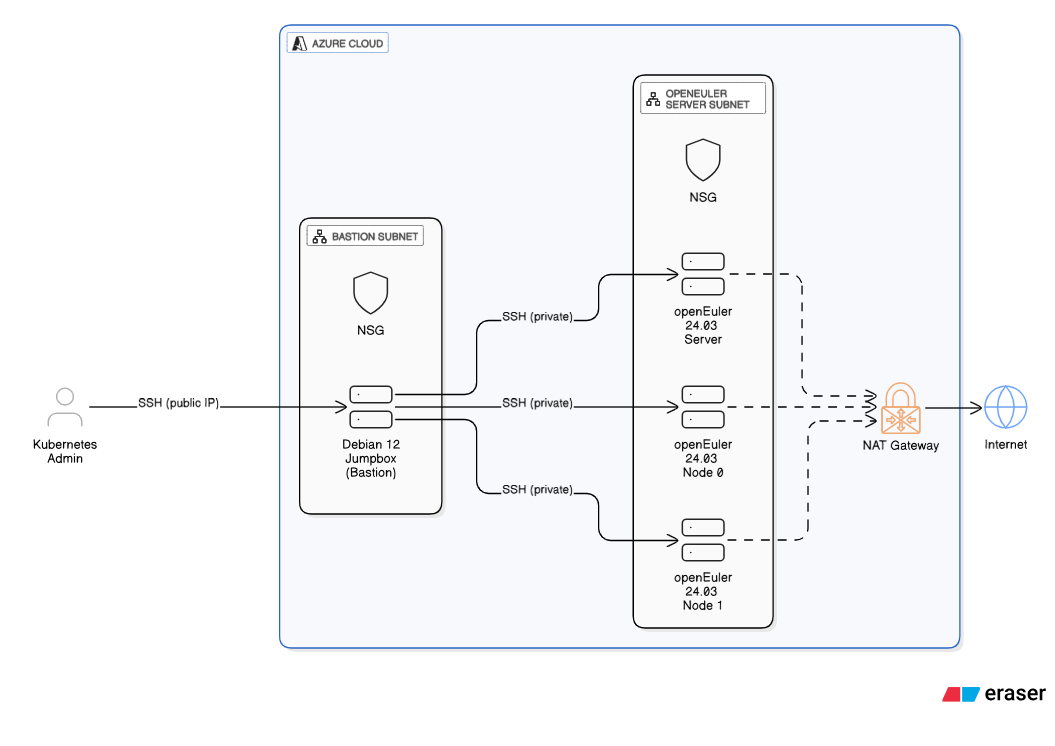 AZURE CLOUD
OPENEULER
SERVER SUBNET
NSG
BASTION SUBNET
NSG
openEuler
24.03
Server
SSH (private)
SSH (public IP)
SSH (private)
Kubernetes
Admin
Debian 12
Jumpbox
(Bastion)
openEuler
24.03
Node 0
NAT Gateway
Internet
SSH (private)
openEuler
24.03
Node 1
eraser